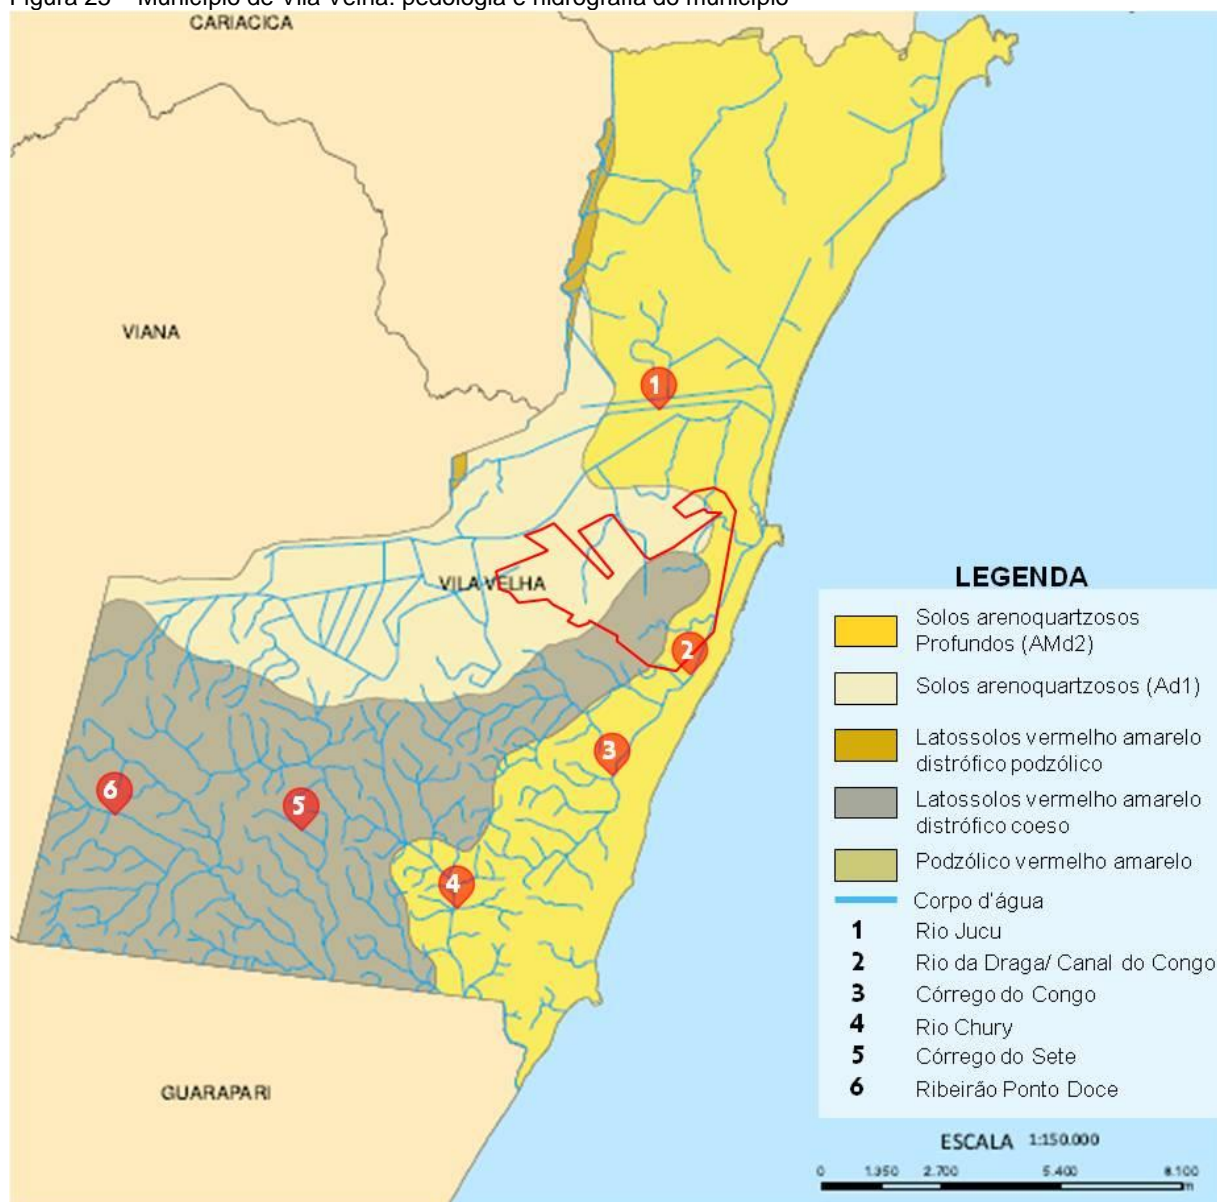 Figura 25 – Município de Vila Velha: pedologia e hidrografia do município
CARIACICA
VIANA
1
VILA VELHA
2
3
6
5
4
GUARAPARI
LEGENDA
Solos arenoquartzosos
Profundos (AMd2)
Solos arenoquartzosos (Ad1)
Latossolos vermelho amarelo
distrófico podzólico
Latossolos vermelho amarelo
distrófico coeso
Podzólico vermelho amarelo
Corpo d'água
1 Rio Jucu
2 Rio da Draga/ Canal do Congo
3 Córrego do Congo
4 Rio Chury
5 Córrego do Sete
6 Ribeirão Ponto Doce
ESCALA 1:150.000
0 1.350 2.700 5.400 8.100
m